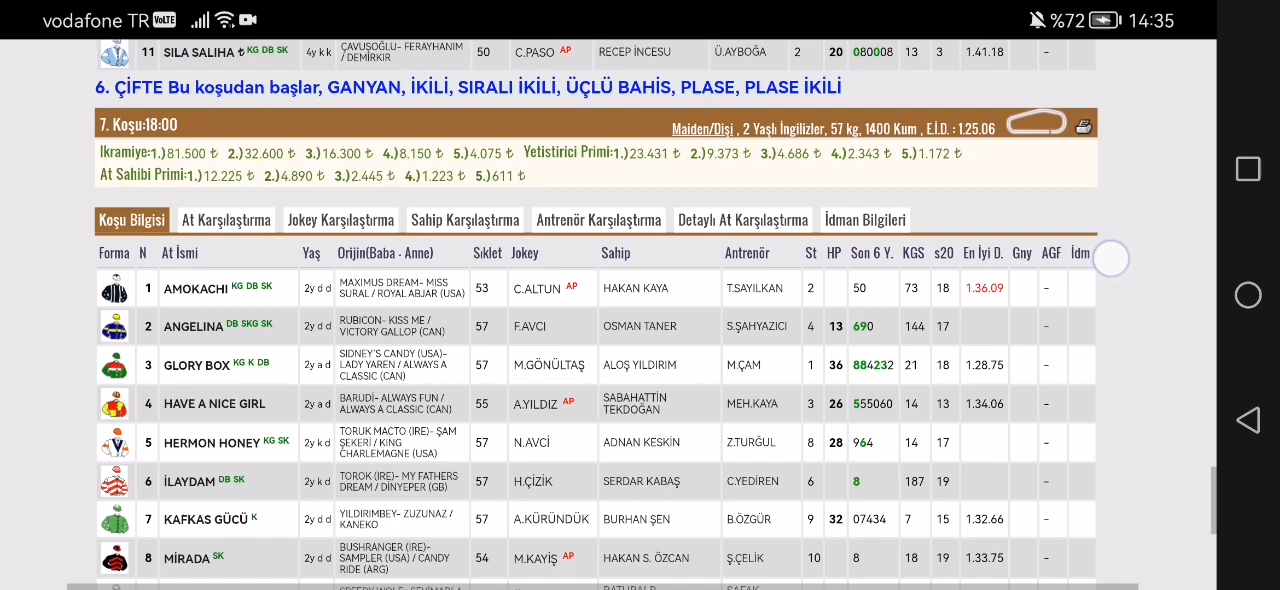 vodafone TR VoLTE %72 14:35
11 SILA SALIHA ₺ KG DB SK 4y k k ÇAVUŞOĞLU- FERAYHANIM / DEMİRKIR 50 C.PASO AP RECEP İNCESU Ü.AYBOĞA 2 20 080008 13 3 1.41.18 -
6. ÇİFTE Bu koşudan başlar, GANYAN, İKİLİ, SIRALI İKİLİ, ÜÇLÜ BAHİS, PLASE, PLASE İKİLİ
7. Koşu:18:00 Maiden/Dişi , 2 Yaşlı İngilizler, 57 kg, 1400 Kum , E.İ.D. : 1.25.06
Ikramiye:1.)81.500 ₺ 2.)32.600 ₺ 3.)16.300 ₺ 4.)8.150 ₺ 5.)4.075 ₺ Yetistirici Primi:1.)23.431 ₺ 2.)9.373 ₺ 3.)4.686 ₺ 4.)2.343 ₺ 5.)1.172 ₺
At Sahibi Primi:1.)12.225 ₺ 2.)4.890 ₺ 3.)2.445 ₺ 4.)1.223 ₺ 5.)611 ₺
Koşu Bilgisi At Karşılaştırma Jokey Karşılaştırma Sahip Karşılaştırma Antrenör Karşılaştırma Detaylı At Karşılaştırma İdman Bilgileri
Forma N At İsmi Yaş Orijin(Baba - Anne) Sıklet Jokey Sahip Antrenör St HP Son 6 Y. KGS s20 En İyi D. Gny AGF İdm
1 AMOKACHI KG DB SK 2y d d MAXIMUS DREAM- MISS SURAL / ROYAL ABJAR (USA) 53 C.ALTUN AP HAKAN KAYA T.SAYILKAN 2 50 73 18 1.36.09 -
2 ANGELINA DB SKG SK 2y d d RUBICON- KISS ME / VICTORY GALLOP (CAN) 57 F.AVCI OSMAN TANER S.ŞAHYAZICI 4 13 690 144 17 -
3 GLORY BOX KG K DB 2y a d SIDNEY'S CANDY (USA)- LADY YAREN / ALWAYS A CLASSIC (CAN) 57 M.GÖNÜLTAŞ ALOŞ YILDIRIM M.ÇAM 1 36 884232 21 18 1.28.75 -
4 HAVE A NICE GIRL 2y a d BARUDİ- ALWAYS FUN / ALWAYS A CLASSIC (CAN) 55 A.YILDIZ AP SABAHATTİN TEKDOĞAN MEH.KAYA 3 26 555060 14 13 1.34.06 -
5 HERMON HONEY KG SK 2y k d TORUK MACTO (IRE)- ŞAM ŞEKERİ / KING CHARLEMAGNE (USA) 57 N.AVCİ ADNAN KESKİN Z.TURĞUL 8 28 964 14 17 -
6 İLAYDAM DB SK 2y k d TOROK (IRE)- MY FATHERS DREAM / DİNYEPER (GB) 57 H.ÇİZİK SERDAR KABAŞ C.YEDİREN 6 8 187 19 -
7 KAFKAS GÜCÜ K 2y d d YILDIRIMBEY- ZUZUNAZ / KANEKO 57 A.KÜRÜNDÜK BURHAN ŞEN B.ÖZGÜR 9 32 07434 7 15 1.32.66 -
8 MİRADA SK 2y d d BUSHRANGER (IRE)- SAMPLER (USA) / CANDY RIDE (ARG) 54 M.KAYİŞ AP HAKAN S. ÖZCAN Ş.ÇELİK 10 8 18 19 1.33.75 -